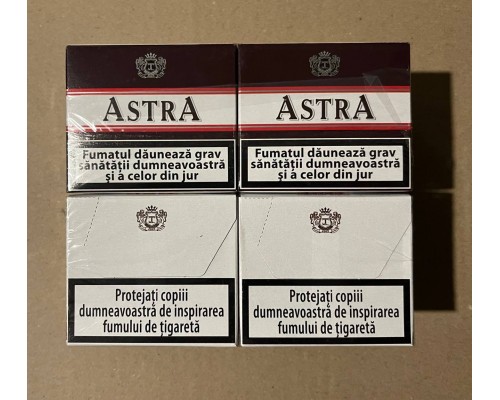 ASTRA
Fumatul dăunează grav
sănătății dumneavoastră
și a celor din jur
ASTRA
Fumatul dăunează grav
sănătății dumneavoastră
și a celor din jur
Protejați copiii
dumneavoastră de inspirarea
fumului de țigaretă
Protejați copiii
dumneavoastră de inspirarea
fumului de țigaretă